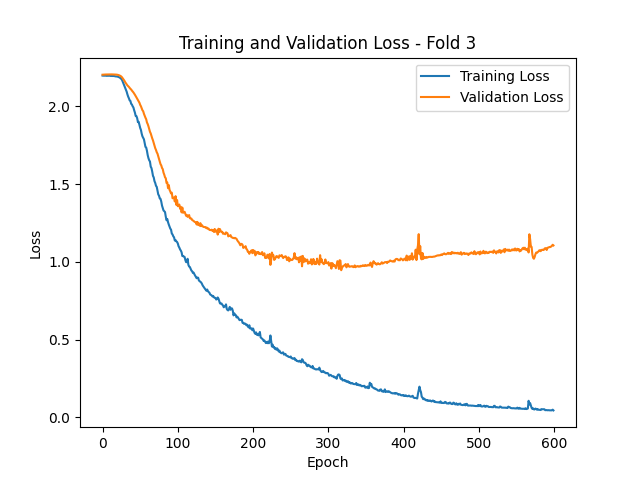 Training and Validation Loss - Fold 3
Training Loss
Validation Loss
Loss
2.0
1.5
1.0
0.5
0.0
0 100 200 300 400 500 600
Epoch